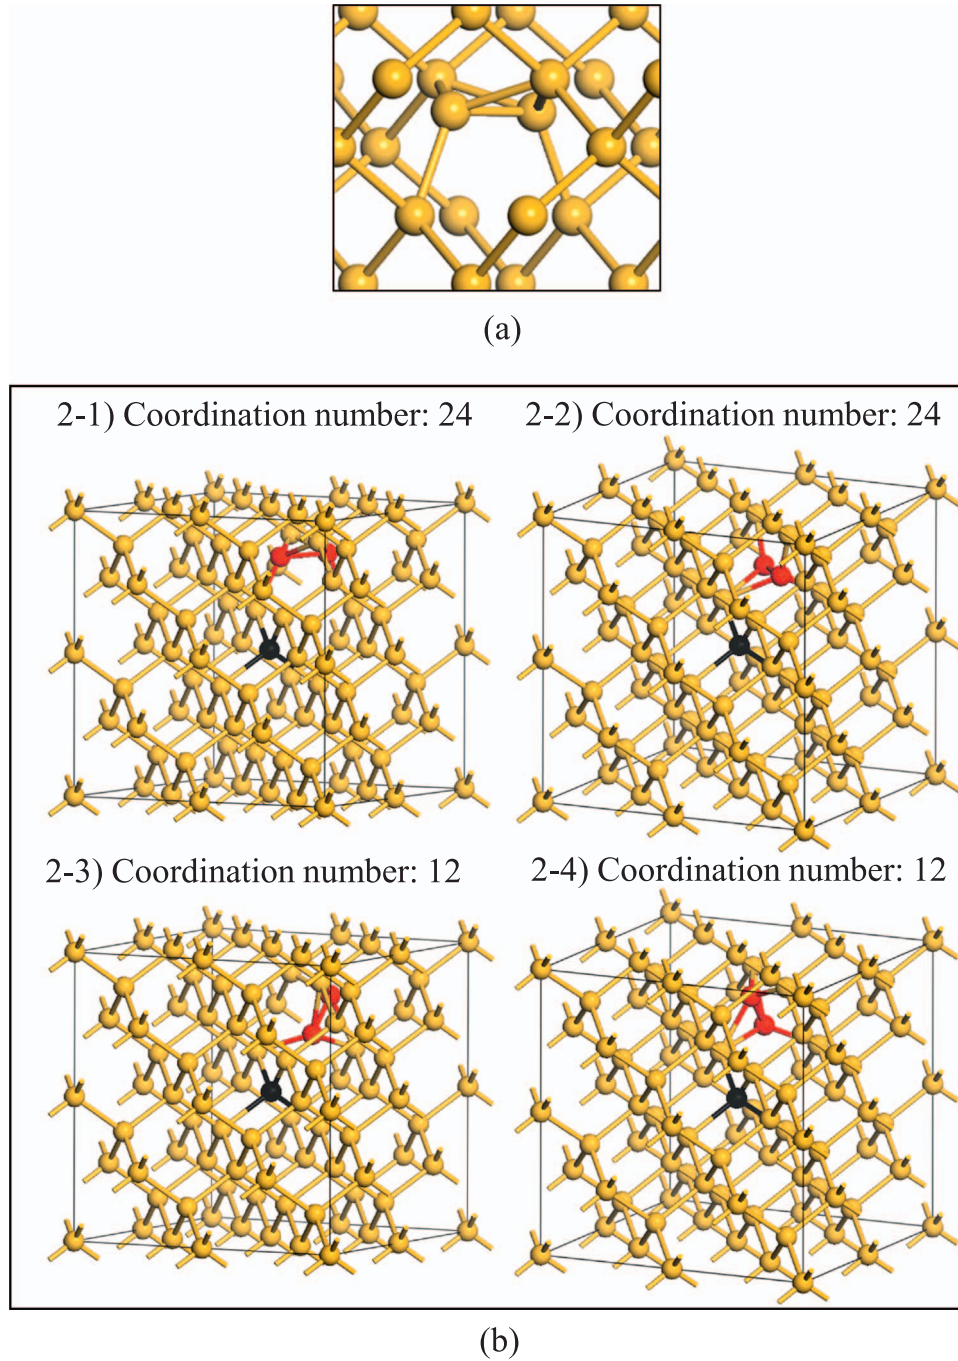 (a)
2-1) Coordination number: 24
2-2) Coordination number: 24
2-3) Coordination number: 12
2-4) Coordination number: 12
(b)